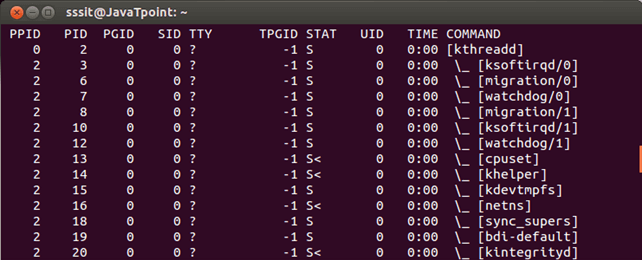 sssit@JavaTpoint: ~
PPID PID PGID SID TTY TPGID STAT UID TIME COMMAND
0 2 0 0 ? -1 S 0 0:00 [kthreadd]
2 3 0 0 ? -1 S 0 0:00 \_ [ksoftirqd/0]
2 6 0 0 ? -1 S 0 0:00 \_ [migration/0]
2 7 0 0 ? -1 S 0 0:00 \_ [watchdog/0]
2 8 0 0 ? -1 S 0 0:00 \_ [migration/1]
2 10 0 0 ? -1 S 0 0:00 \_ [ksoftirqd/1]
2 12 0 0 ? -1 S 0 0:00 \_ [watchdog/1]
2 13 0 0 ? -1 S< 0 0:00 \_ [cpuset]
2 14 0 0 ? -1 S< 0 0:00 \_ [khelper]
2 15 0 0 ? -1 S 0 0:00 \_ [kdevtmpfs]
2 16 0 0 ? -1 S< 0 0:00 \_ [netns]
2 18 0 0 ? -1 S 0 0:00 \_ [sync_supers]
2 19 0 0 ? -1 S 0 0:00 \_ [bdi-default]
2 20 0 0 ? -1 S< 0 0:00 \_ [kintegrityd]